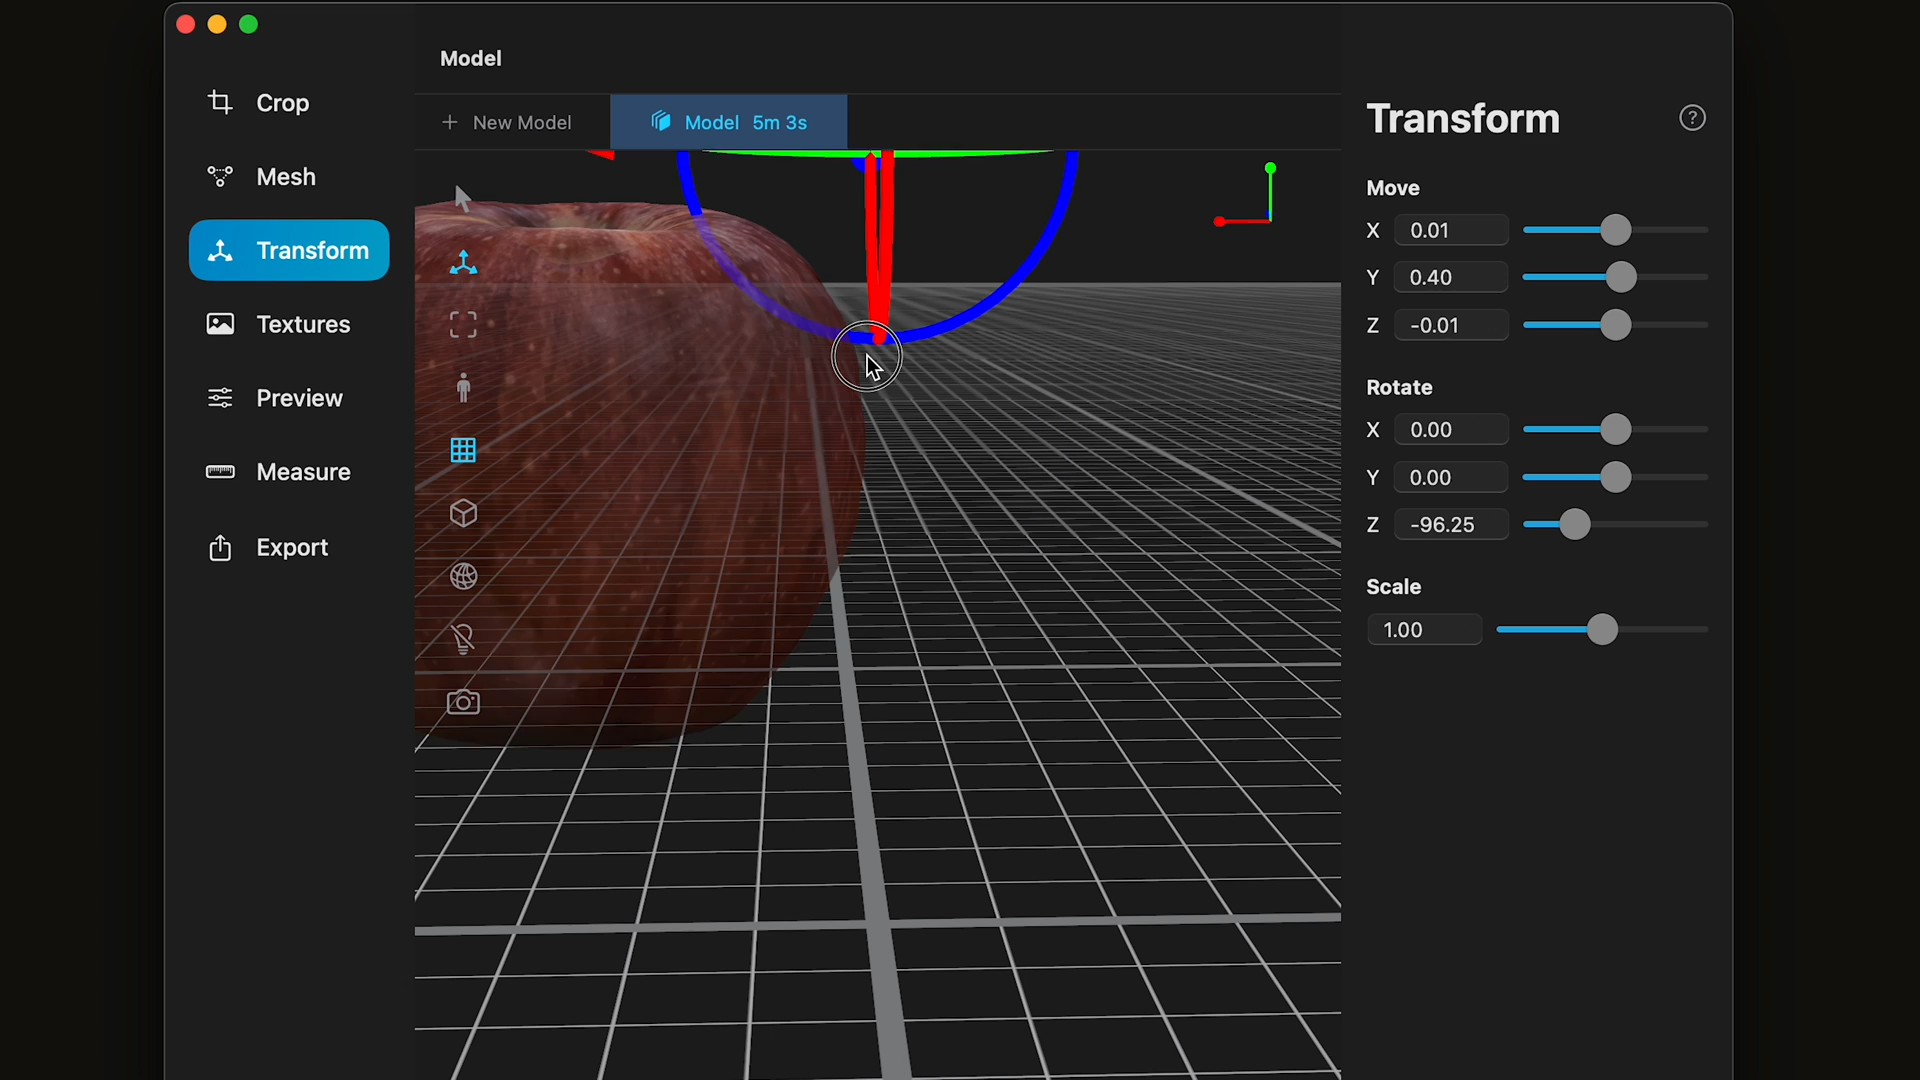 Model
Crop
Mesh
Transform
Textures
Preview
Measure
Export
+ New Model
Model 5m 3s
Transform
?
Move
X 0.01
Y 0.40
Z -0.01
Rotate
X 0.00
Y 0.00
Z -96.25
Scale
1.00